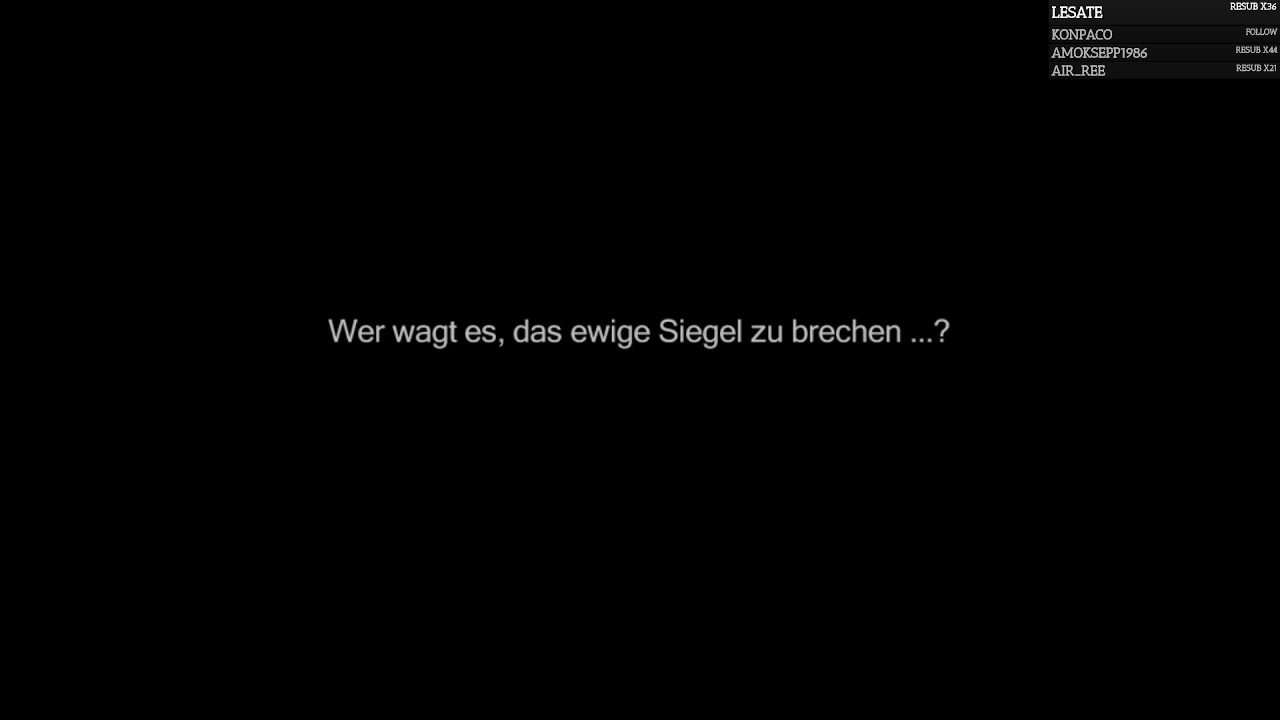 LESATE RESUB X36
KONPACO FOLLOW
AMOKSEPP1986 RESUB X44
AIR_REE RESUB X21
Wer wagt es, das ewige Siegel zu brechen ...?